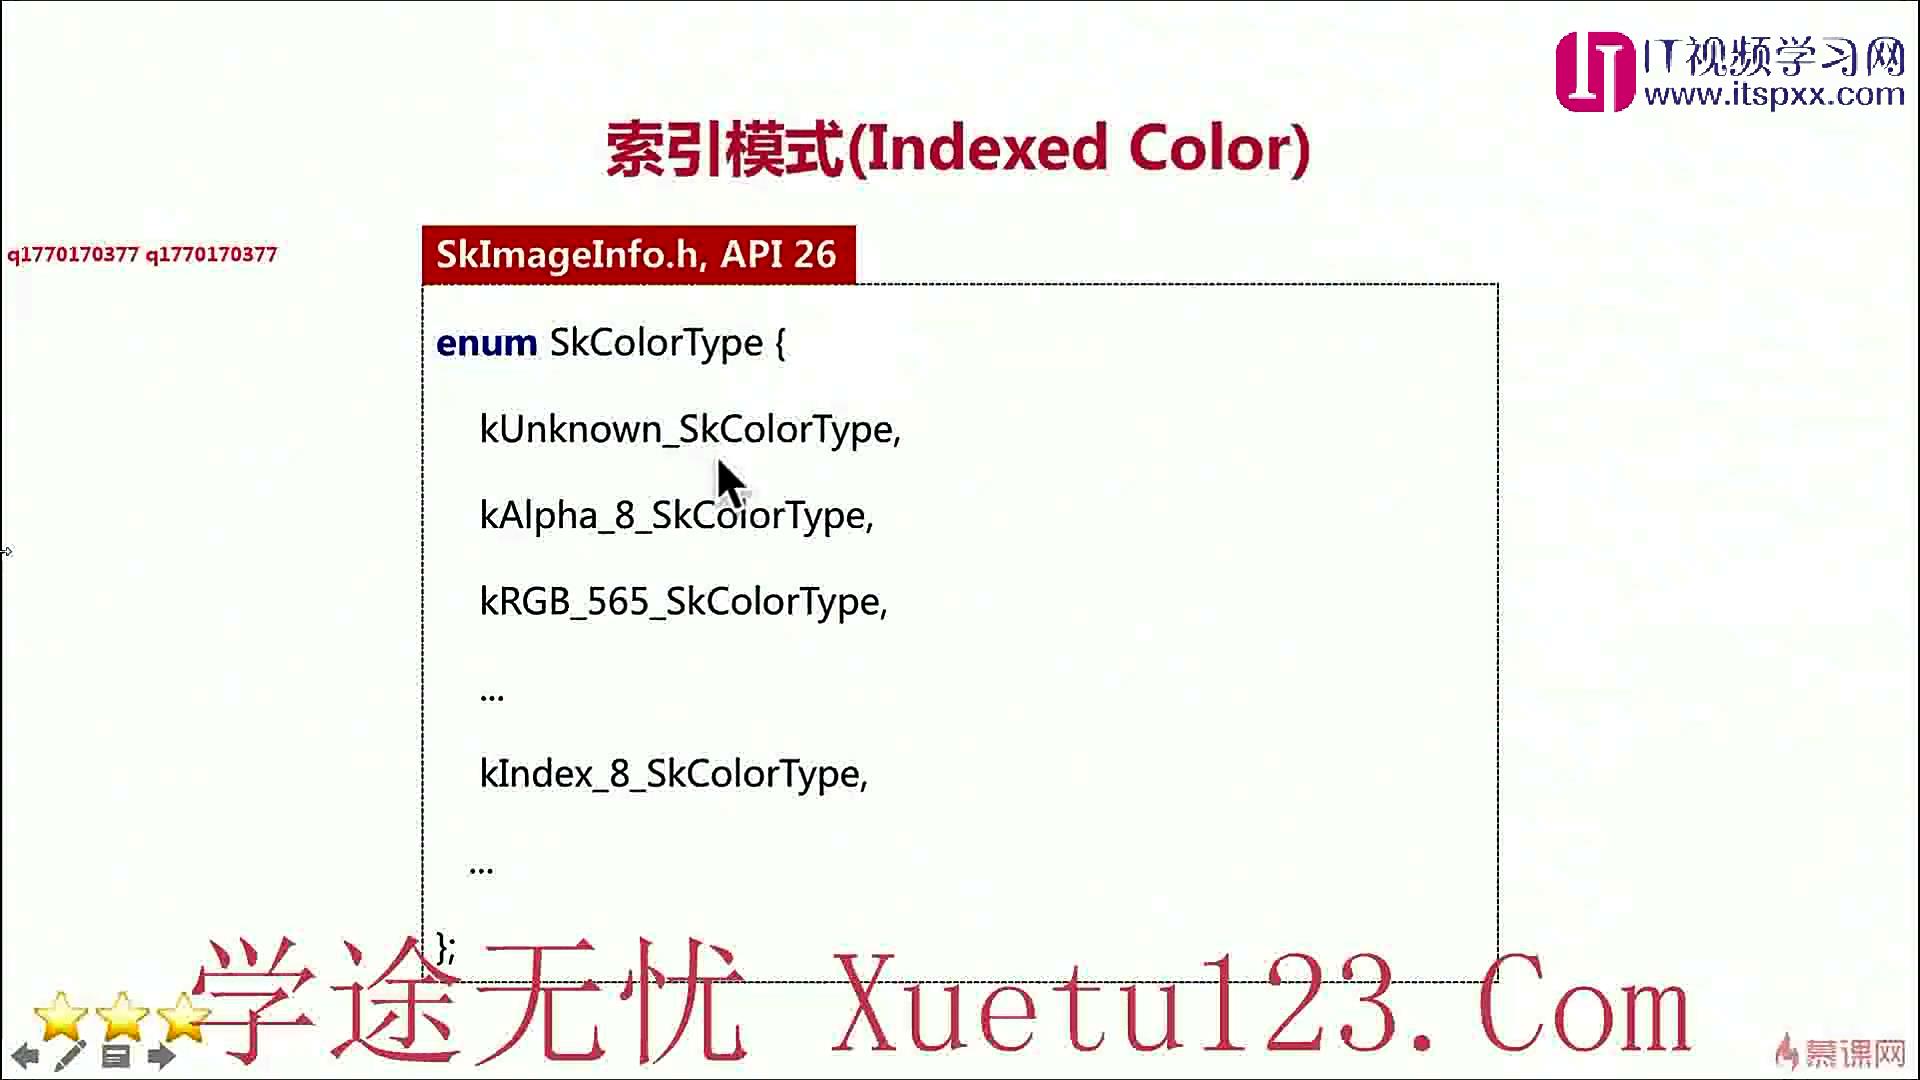 IT视频学习网
www.itspxx.com
索引模式(Indexed Color)
q1770170377 q1770170377
SkImageInfo.h, API 26
enum SkColorType {
kUnknown_SkColorType,
kAlpha_8_SkColorType,
kRGB_565_SkColorType,
...
kIndex_8_SkColorType,
...
};
学途无忧 Xuetu123.Com
慕课网